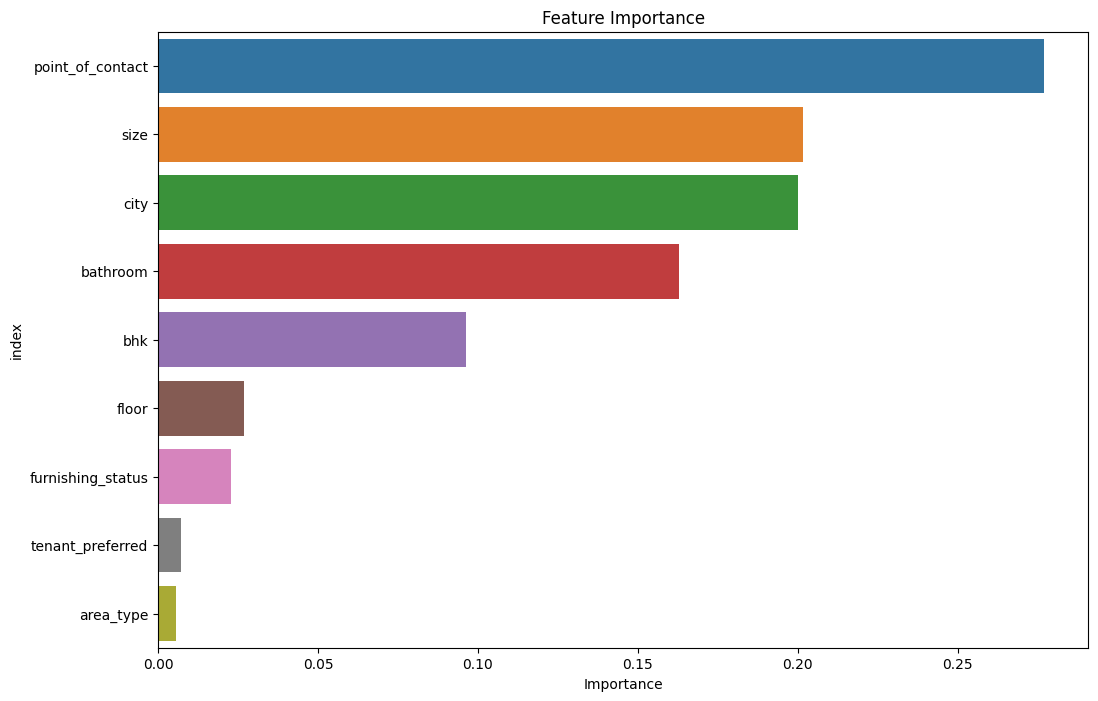 Feature Importance
point_of_contact
size
city
bathroom
bhk
floor
furnishing_status
tenant_preferred
area_type
index
0.00 0.05 0.10 0.15 0.20 0.25
Importance